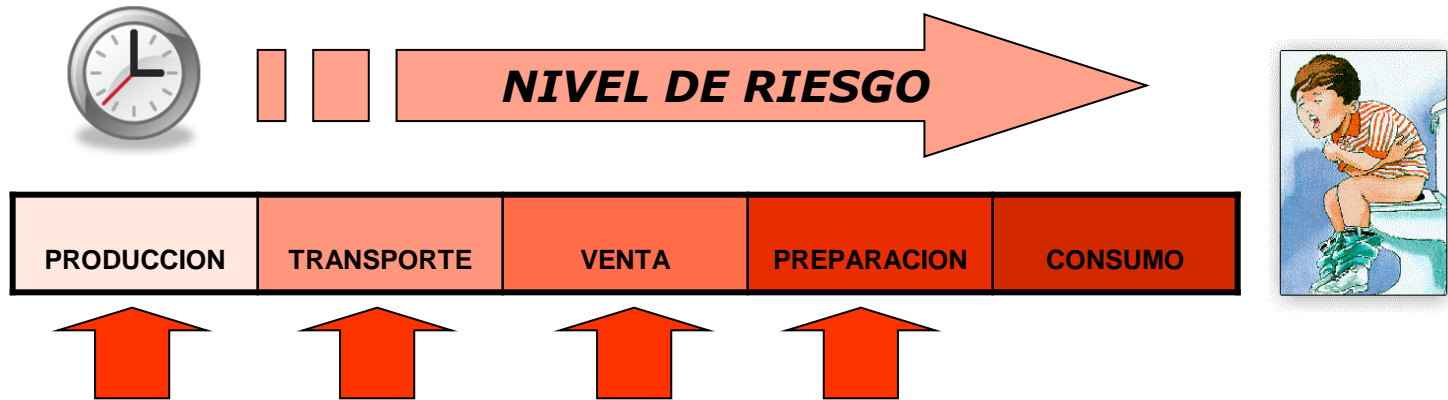 NIVEL DE RIESGO
PRODUCCION TRANSPORTE VENTA PREPARACION CONSUMO